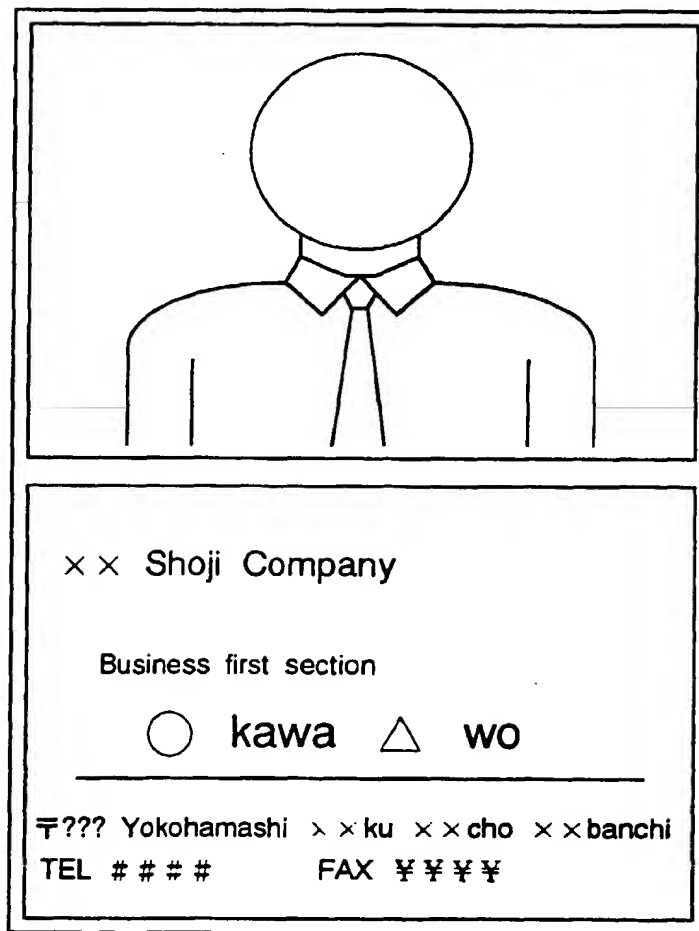 ×× Shoji Company
Business first section
○ kawa △ wo
〒??? Yokohamashi ××ku ××cho ××banchi
TEL #### FAX ¥¥¥¥